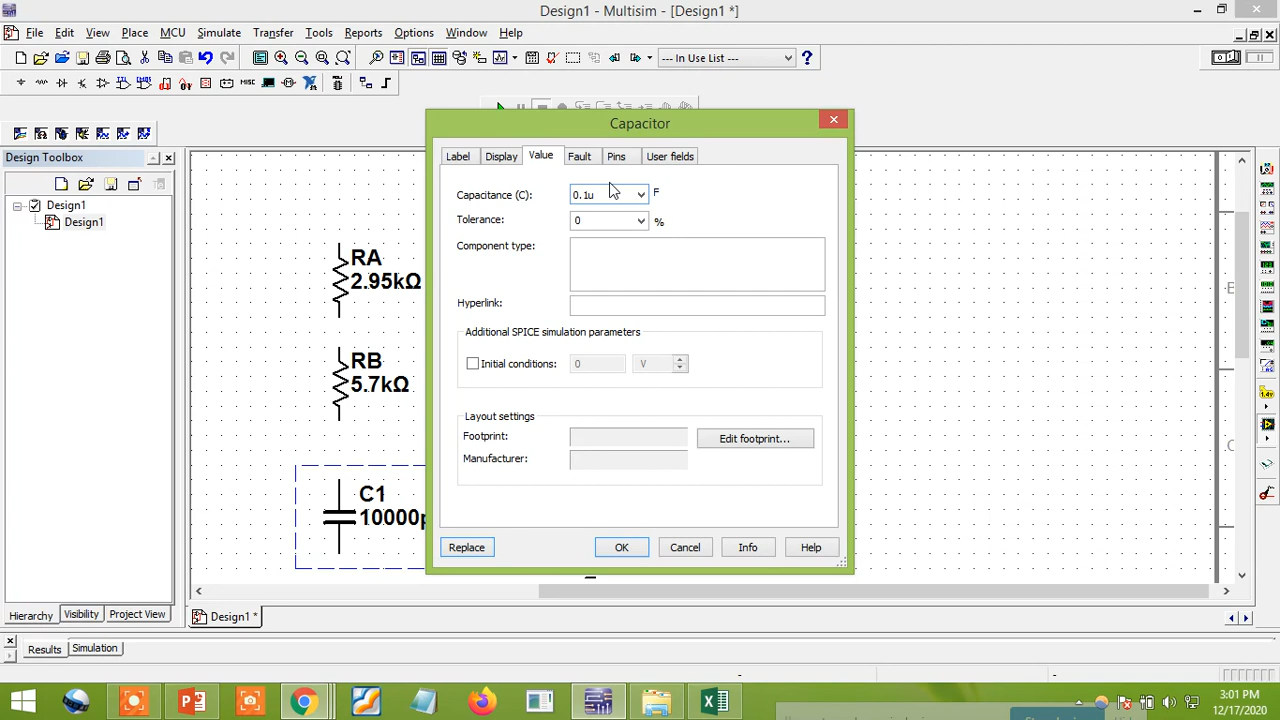 Design1 - Multisim - [Design1 *]
File Edit View Place MCU Simulate Transfer Tools Reports Options Window Help
--- In Use List ---
MISC
Capacitor
Design Toolbox
Label Display Value Fault Pins User fields
Capacitance (C): 0.1u F
Tolerance: 0 %
Component type:
Hyperlink:
Additional SPICE simulation parameters
Initial conditions: 0 V
Layout settings
Footprint: Edit footprint...
Manufacturer:
Replace OK Cancel Info Help
Design1
Design1
RA
2.95kΩ
RB
5.7kΩ
C1
10000p
B
C
1.4v
Hierarchy Visibility Project View
Design1 *
Results Simulation
3:01 PM
12/17/2020